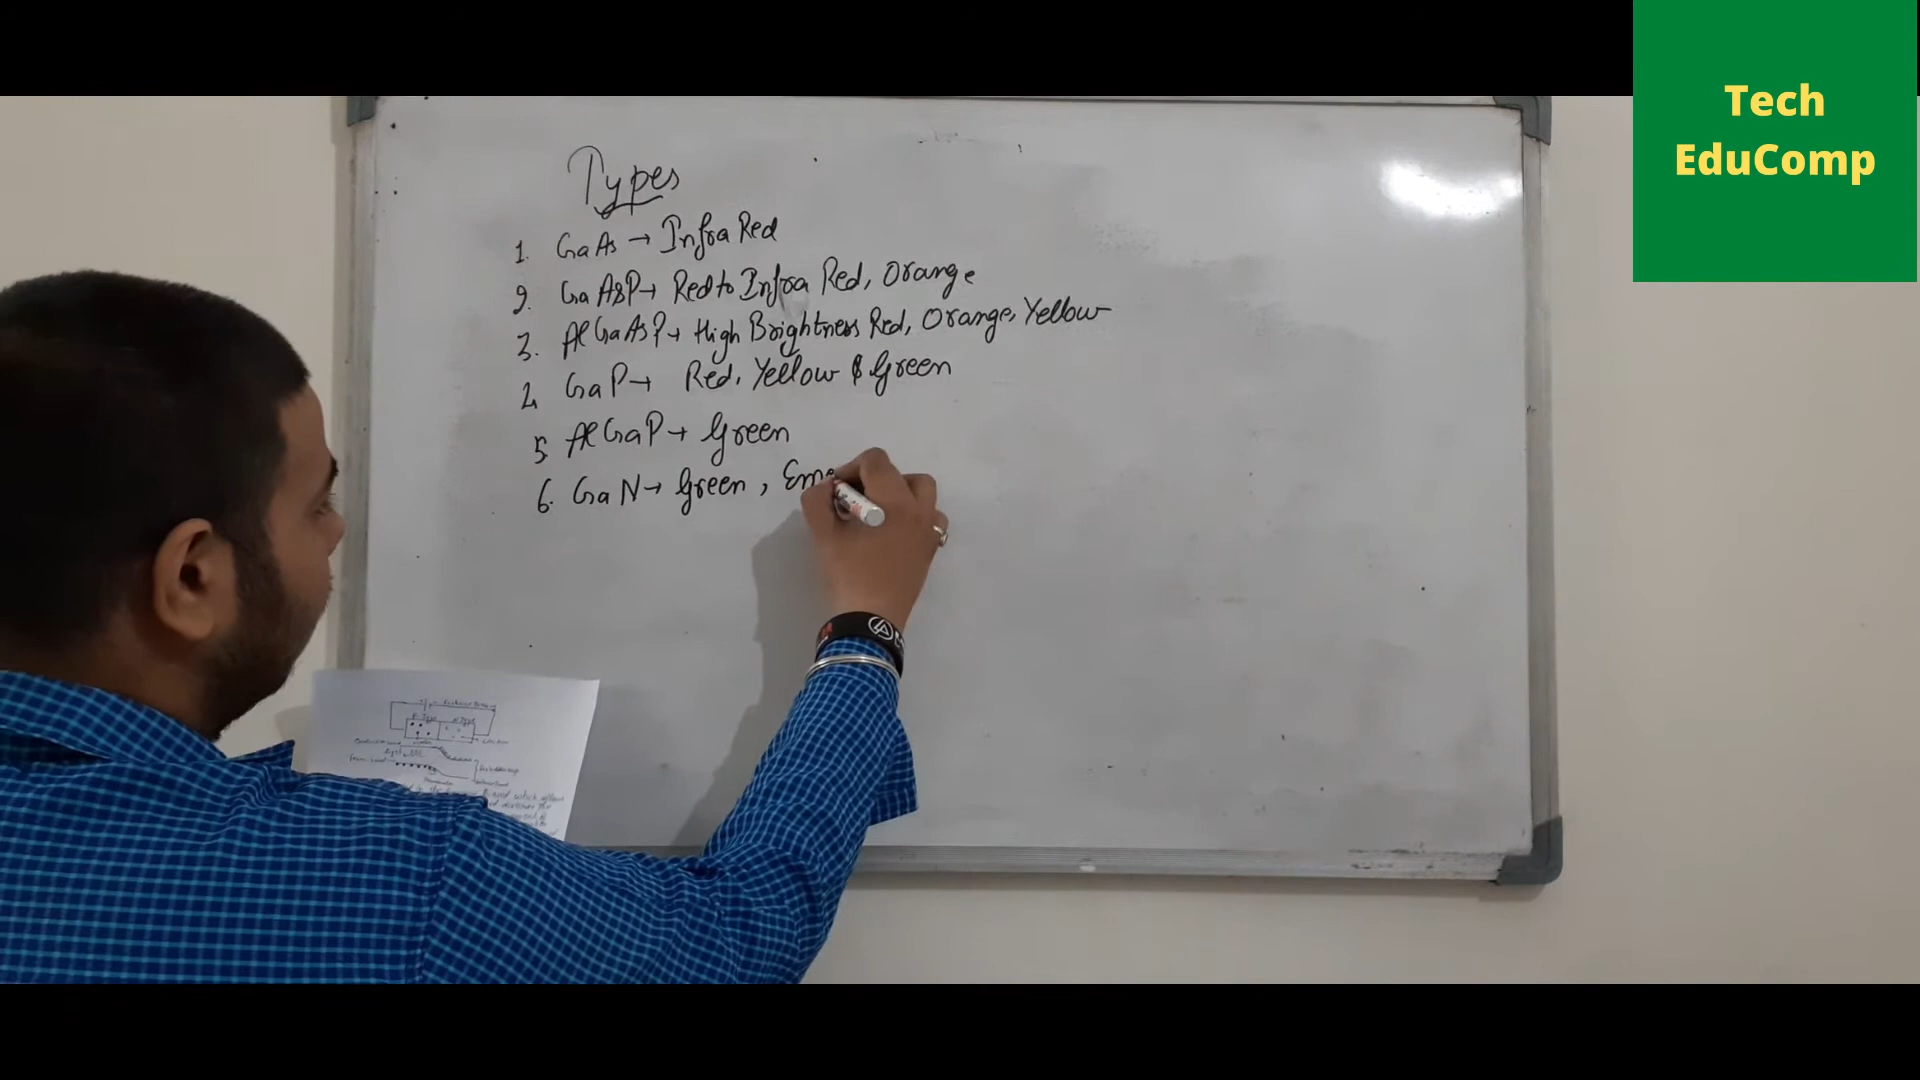 Tech
EduComp
Types
1. GaAs → Infra Red
2. GaAsP → Red to Infra Red, Orange
3. AlGaAsP → High Brightness Red, Orange, Yellow
4 GaP → Red, Yellow & Green
5. AlGaP → Green
6. GaN → Green, Eme